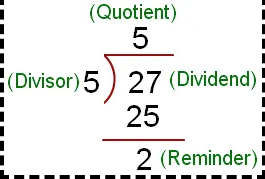 (Quotient)
5
(Divisor) 5 ) 27 (Dividend)
25
2 (Reminder)